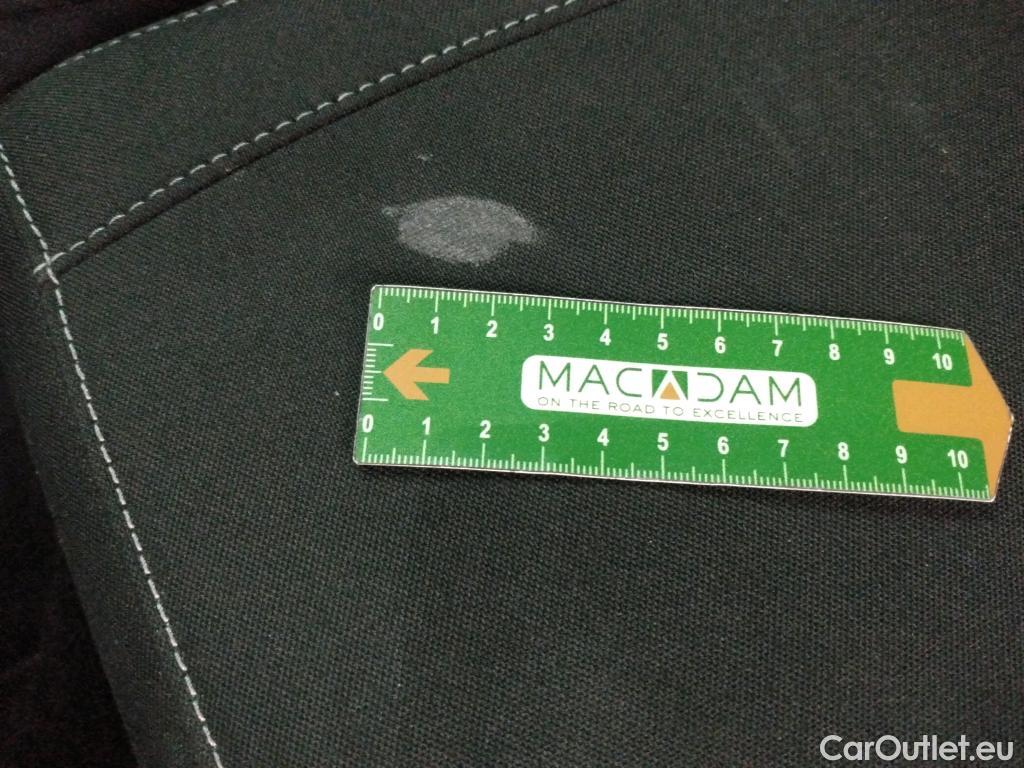 0 1 2 3 4 5 6 7 8 9 10
MACADAM
ON THE ROAD TO EXCELLENCE
0 1 2 3 4 5 6 7 8 9 10
CarOutlet.eu